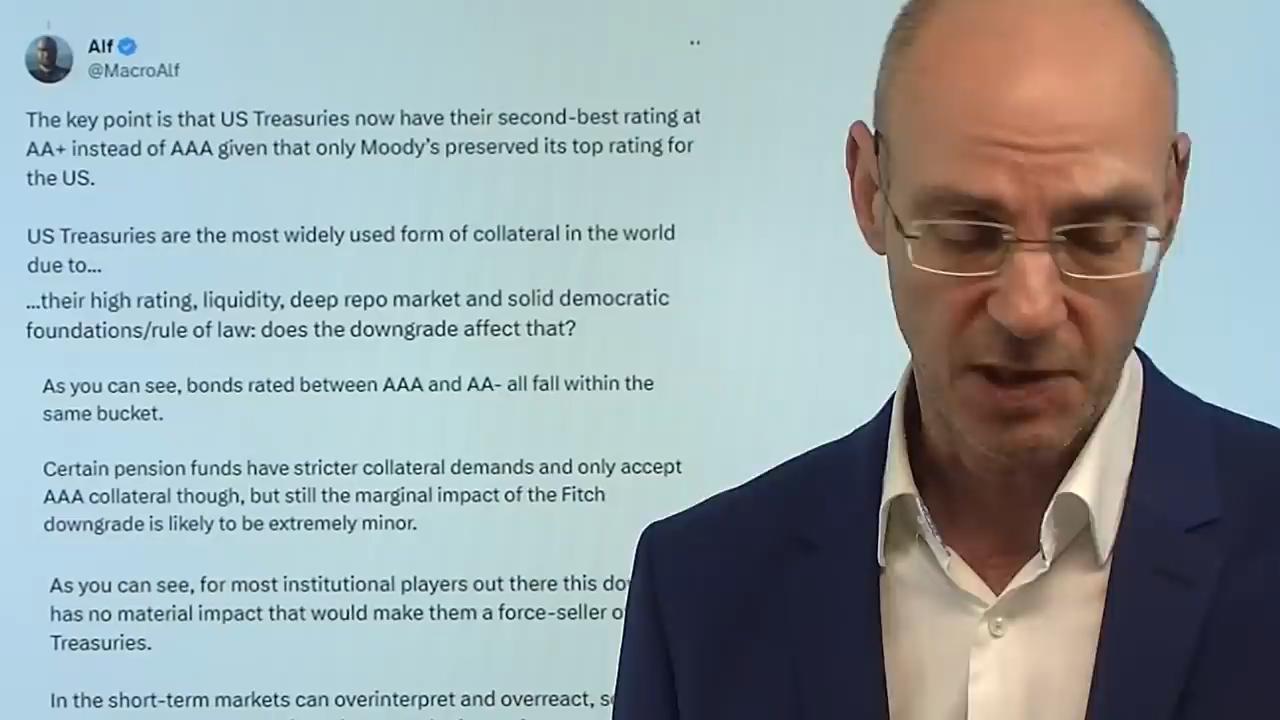 Alf
@MacroAlf
The key point is that US Treasuries now have their second-best rating at
AA+ instead of AAA given that only Moody's preserved its top rating for
the US.
US Treasuries are the most widely used form of collateral in the world
due to...
...their high rating, liquidity, deep repo market and solid democratic
foundations/rule of law: does the downgrade affect that?
As you can see, bonds rated between AAA and AA- all fall within the
same bucket.
Certain pension funds have stricter collateral demands and only accept
AAA collateral though, but still the marginal impact of the Fitch
downgrade is likely to be extremely minor.
As you can see, for most institutional players out there this
has no material impact that would make them a force-seller
Treasuries.
In the short-term markets can overinterpret and overreact,